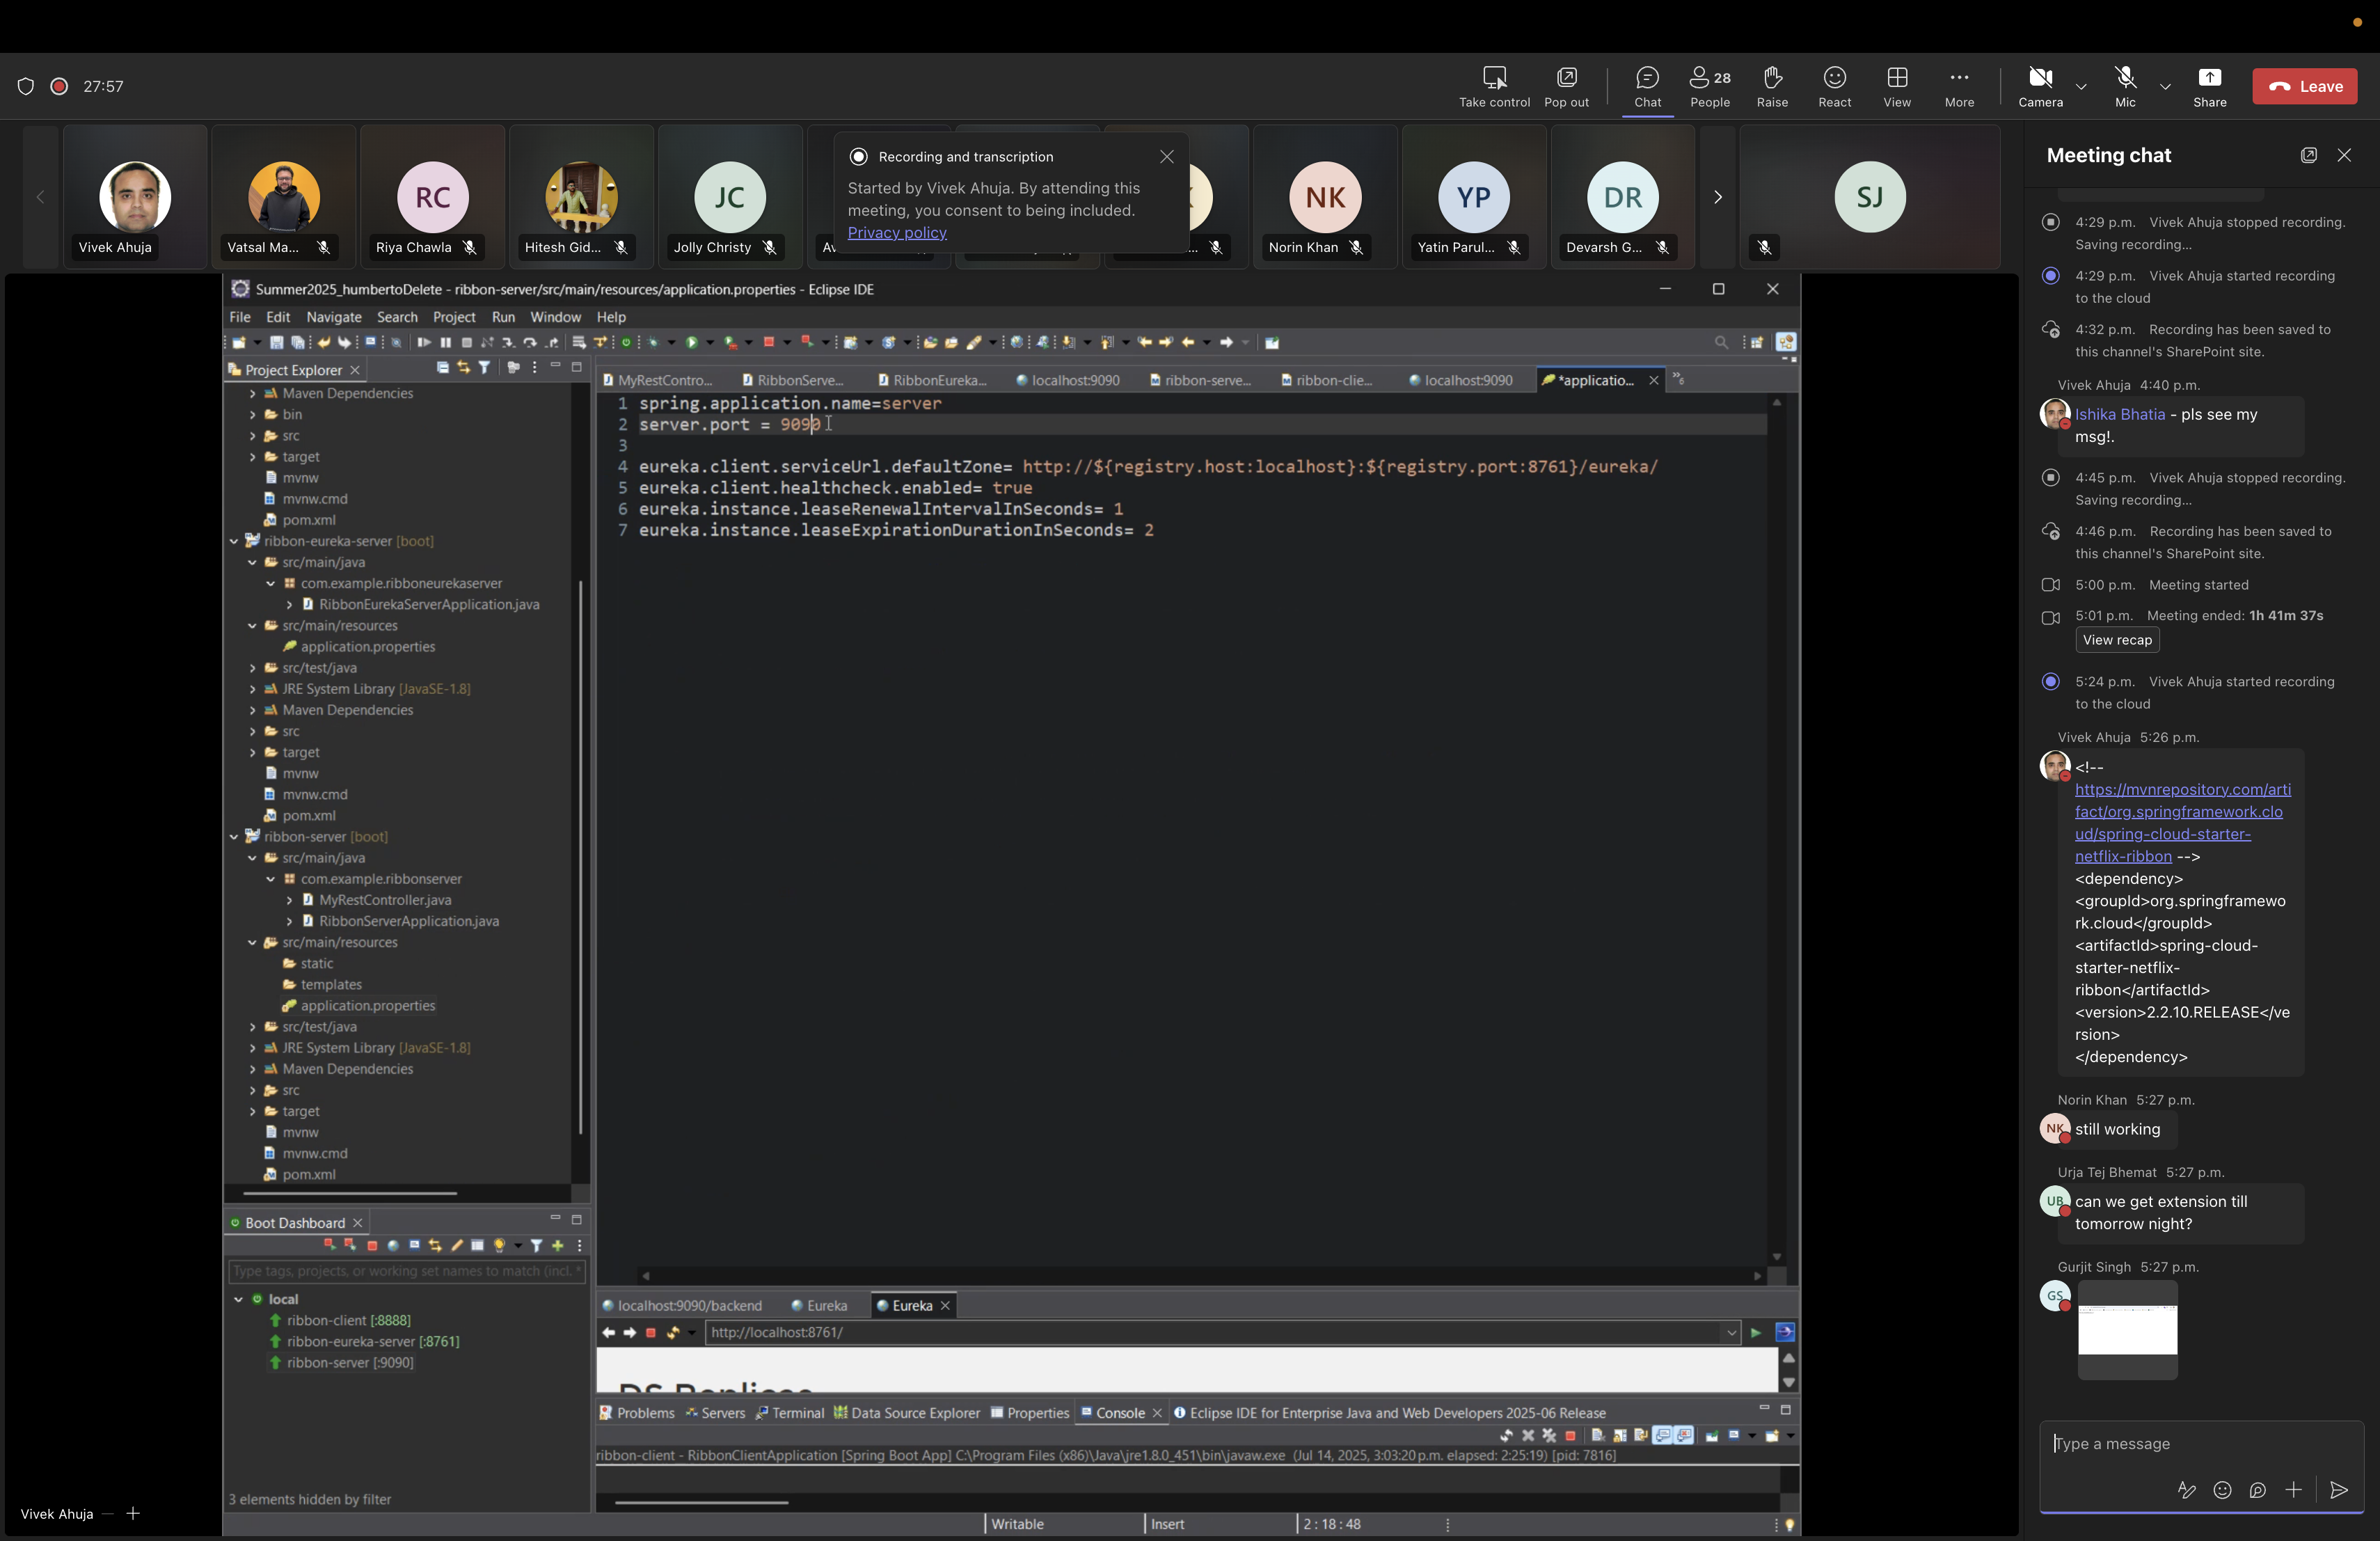 27:57
Take control
Pop out
Chat
28
People
Raise
React
View
More
Camera
Mic
Share
Leave
Vivek Ahuja
Vatsal Ma...
RC
Riya Chawla
Hitesh Gid...
JC
Jolly Christy
Recording and transcription
Started by Vivek Ahuja. By attending this
meeting, you consent to being included.
Privacy policy
NK
Norin Khan
YP
Yatin Parul...
DR
Devarsh G...
SJ
Summer2025_humbertoDelete - ribbon-server/src/main/resources/application.properties - Eclipse IDE
File Edit Navigate Search Project Run Window Help
Project Explorer
Maven Dependencies
bin
src
target
mvnw
mvnw.cmd
pom.xml
ribbon-eureka-server [boot]
src/main/java
com.example.ribboneurekaserver
RibbonEurekaServerApplication.java
src/main/resources
application.properties
src/test/java
JRE System Library [JavaSE-1.8]
Maven Dependencies
src
target
mvnw
mvnw.cmd
pom.xml
ribbon-server [boot]
src/main/java
com.example.ribbonserver
MyRestController.java
RibbonServerApplication.java
src/main/resources
static
templates
application.properties
src/test/java
JRE System Library [JavaSE-1.8]
Maven Dependencies
src
target
mvnw
mvnw.cmd
pom.xml
MyRestContro... RibbonServe... RibbonEureka... localhost:9090 ribbon-serve... ribbon-clie... localhost:9090 *applicatio... »6
1 spring.application.name=server
2 server.port = 9090
3
4 eureka.client.serviceUrl.defaultZone= http://${registry.host:localhost}:${registry.port:8761}/eureka/
5 eureka.client.healthcheck.enabled= true
6 eureka.instance.leaseRenewalIntervalInSeconds= 1
7 eureka.instance.leaseExpirationDurationInSeconds= 2
Boot Dashboard
Type tags, projects, or working set names to match (incl. *
local
ribbon-client [:8888]
ribbon-eureka-server [:8761]
ribbon-server [:9090]
3 elements hidden by filter
localhost:9090/backend Eureka Eureka
http://localhost:8761/
DS Replicas
Problems Servers Terminal Data Source Explorer Properties Console Eclipse IDE for Enterprise Java and Web Developers 2025-06 Release
ribbon-client - RibbonClientApplication [Spring Boot App] C:\Program Files (x86)\Java\jre1.8.0_451\bin\javaw.exe (Jul 14, 2025, 3:03:20 p.m. elapsed: 2:25:19) [pid: 7816]
Writable Insert 2 : 18 : 48
Vivek Ahuja
Meeting chat
4:29 p.m. Vivek Ahuja stopped recording.
Saving recording...
4:29 p.m. Vivek Ahuja started recording
to the cloud
4:32 p.m. Recording has been saved to
this channel's SharePoint site.
Vivek Ahuja 4:40 p.m.
Ishika Bhatia - pls see my
msg!.
4:45 p.m. Vivek Ahuja stopped recording.
Saving recording...
4:46 p.m. Recording has been saved to
this channel's SharePoint site.
5:00 p.m. Meeting started
5:01 p.m. Meeting ended: 1h 41m 37s
View recap
5:24 p.m. Vivek Ahuja started recording
to the cloud
Vivek Ahuja 5:26 p.m.
<!--
https://mvnrepository.com/arti
fact/org.springframework.clo
ud/spring-cloud-starter-
netflix-ribbon -->
<dependency>
<groupId>org.springframewo
rk.cloud</groupId>
<artifactId>spring-cloud-
starter-netflix-
ribbon</artifactId>
<version>2.2.10.RELEASE</ve
rsion>
</dependency>
Norin Khan 5:27 p.m.
NK
still working
Urja Tej Bhemat 5:27 p.m.
UB
can we get extension till
tomorrow night?
Gurjit Singh 5:27 p.m.
GS
Type a message